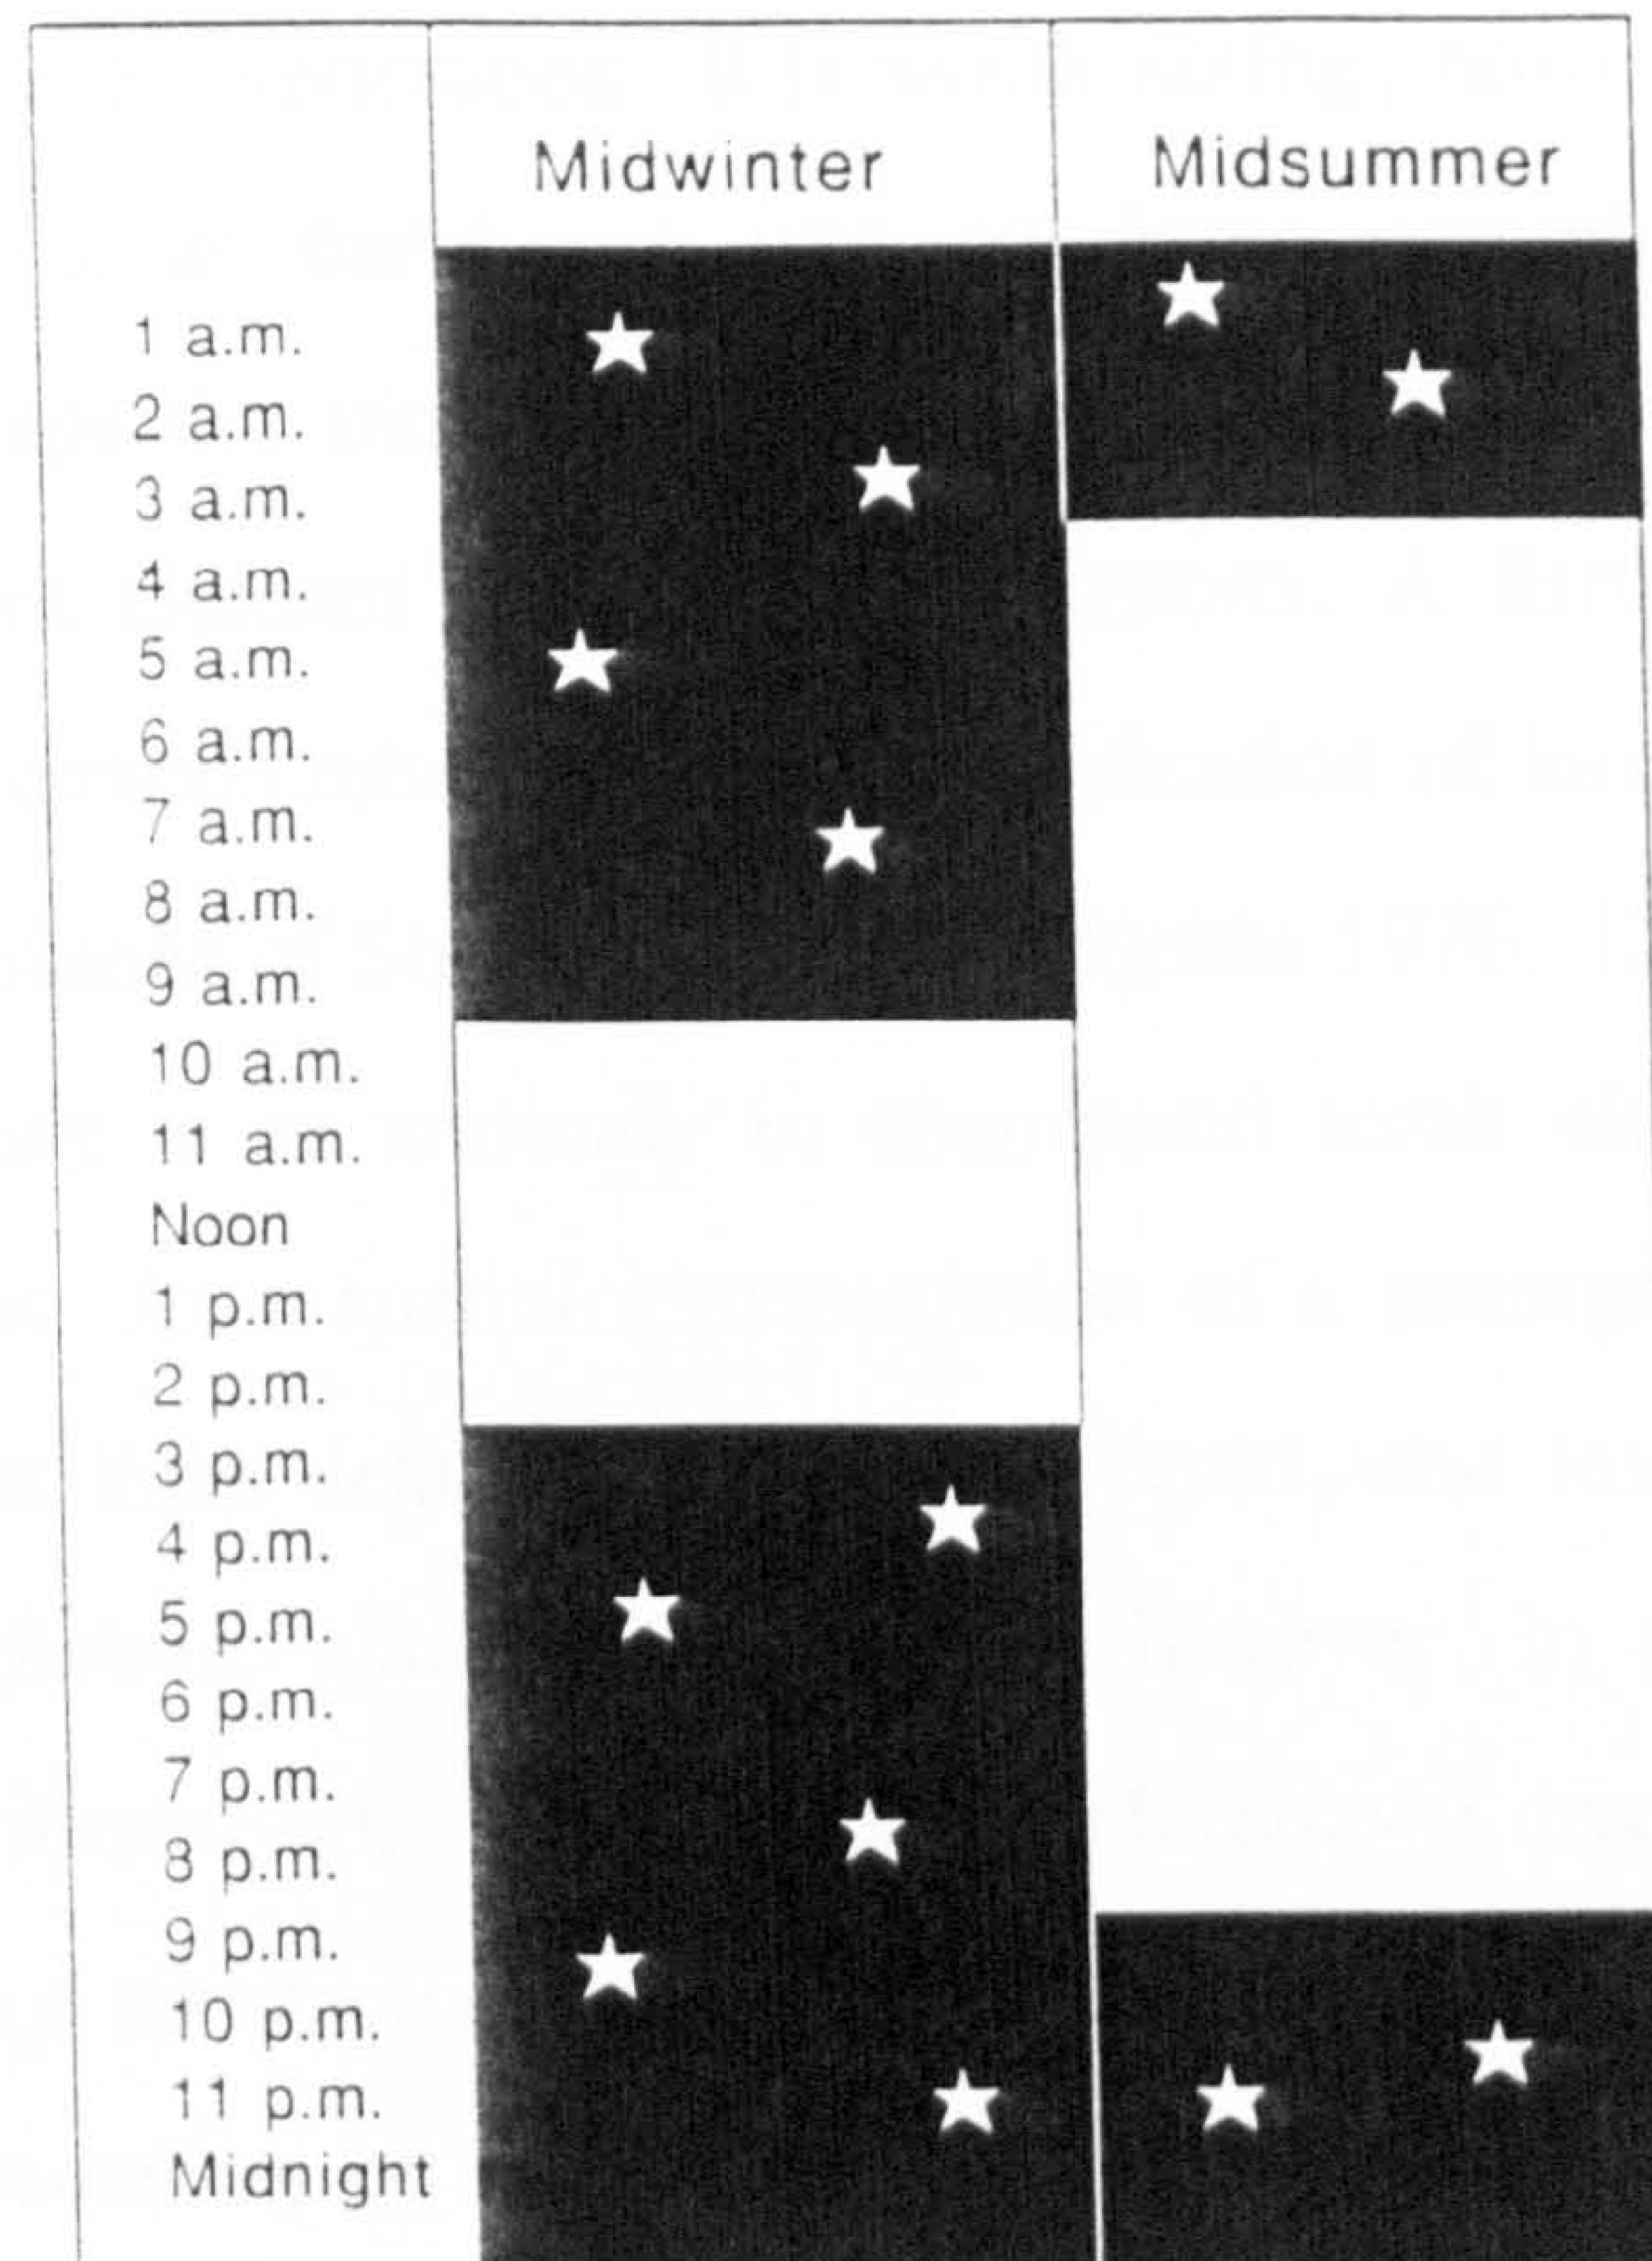 Midwinter Midsummer
1 a.m.
2 a.m.
3 a.m.
4 a.m.
5 a.m.
6 a.m.
7 a.m.
8 a.m.
9 a.m.
10 a.m.
11 a.m.
Noon
1 p.m.
2 p.m.
3 p.m.
4 p.m.
5 p.m.
6 p.m.
7 p.m.
8 p.m.
9 p.m.
10 p.m.
11 p.m.
Midnight